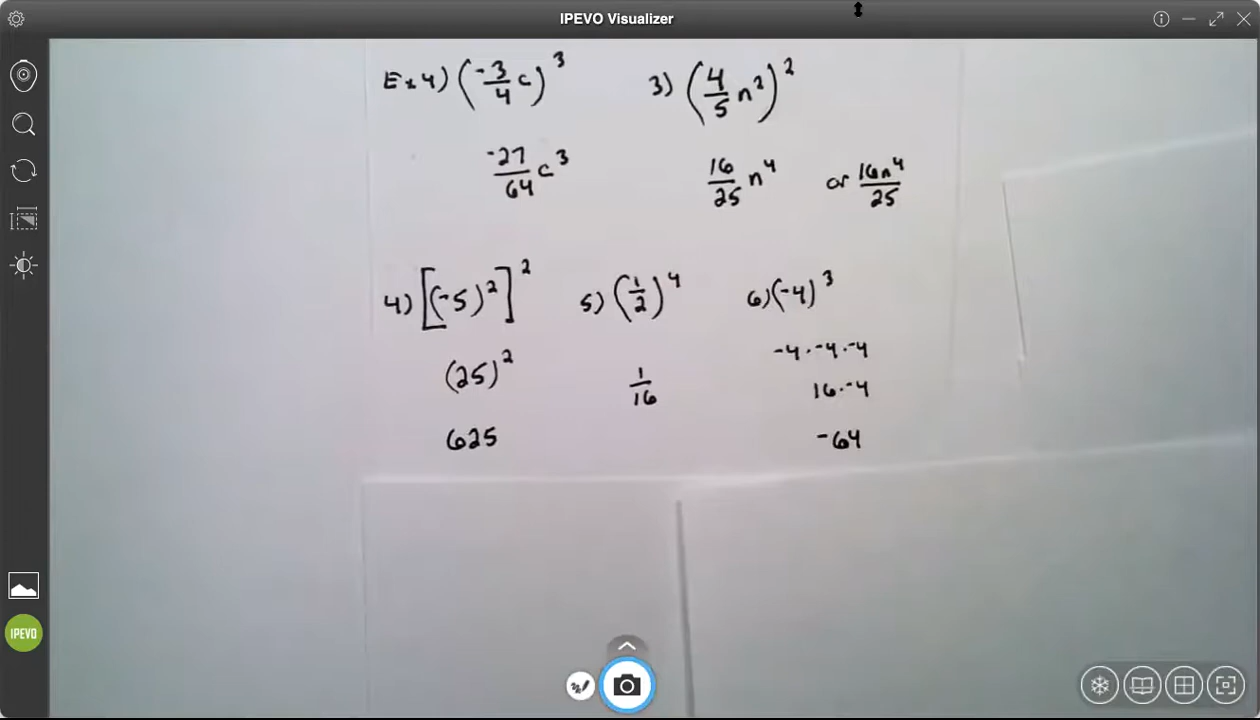 IPEVO Visualizer
Ex 4) (-3/4 c)^3
3) (4/5 n^2)^2
-27/64 c^3
16/25 n^4 or 16n^4/25
4) [(-5)^2]^2
5) (1/2)^4
6) (-4)^3
(25)^2
1/16
-4·-4·-4
16·-4
625
-64
IPEVO